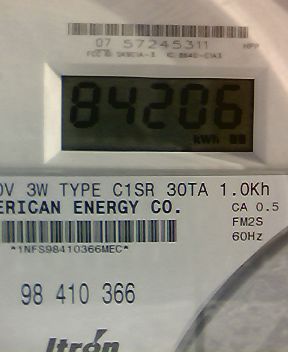 07 57245311
84206
kWh
0V 3W TYPE C1SR 30TA 1.0Kh
ERICAN ENERGY CO.
CA 0.5
FM2S
60Hz
*1NFS98410366MEC*
98 410 366
Itron